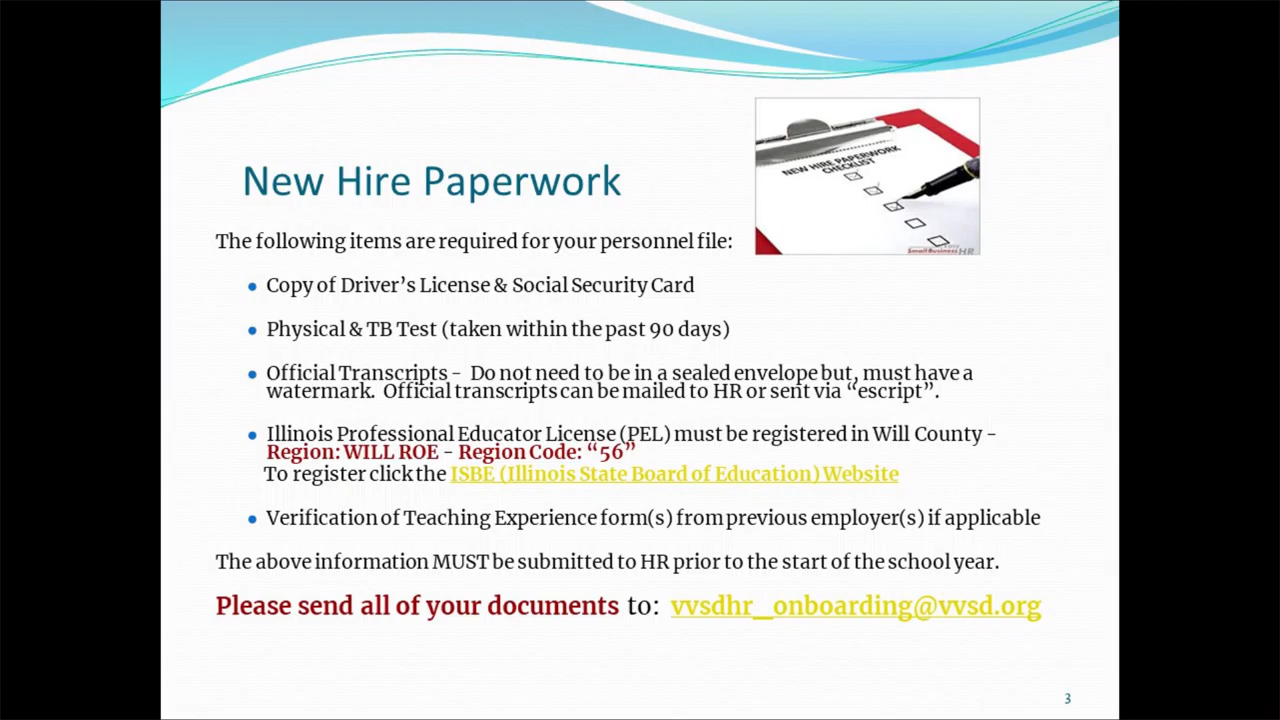 NEW HIRE PAPERWORK
CHECKLIST
SmallBusiness HR
New Hire Paperwork
The following items are required for your personnel file:
• Copy of Driver’s License & Social Security Card
• Physical & TB Test (taken within the past 90 days)
• Official Transcripts - Do not need to be in a sealed envelope but, must have a
watermark. Official transcripts can be mailed to HR or sent via “escript”.
• Illinois Professional Educator License (PEL) must be registered in Will County -
Region: WILL ROE - Region Code: “56”
To register click the ISBE (Illinois State Board of Education) Website
• Verification of Teaching Experience form(s) from previous employer(s) if applicable
The above information MUST be submitted to HR prior to the start of the school year.
Please send all of your documents to: vvsdhr_onboarding@vvsd.org
3